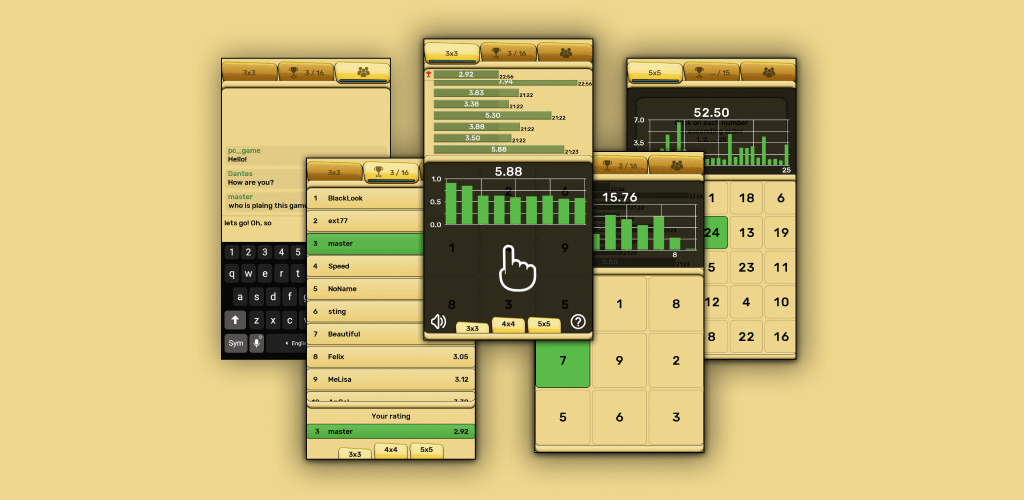 3x3
3 / 16
pc_game
Hello!
Dantes
How are you?
master
who is plaing this game
lets go! Oh, so
1 2 3 4 5
q w e r t
a s d f g
z x c
Sym
Engli
3x3
3 / 16
1 BlackLook
2 ext77
3 master
4 Speed
5 NoName
6 sting
7 Beautiful
8 Felix 3.05
9 MeLisa 3.12
Your rating
3 master 2.92
3x3 4x4 5x5
3x3
3 / 16
2.92 22:56
7.94 22:56
3.83 21:22
3.38 21:22
5.30 21:22
3.88 21:22
3.50 21:22
5.88 21:23
5.88
1.0
0.5
0.0
2 6
1 9
8 3 5
3x3 4x4 5x5
?
3 / 16
15.76
8
1 8
7 9 2
5 6 3
5x5
... / 15
52.50
7.0
3.5
25
1 18 6
24 13 19
5 23 11
12 4 10
8 22 16